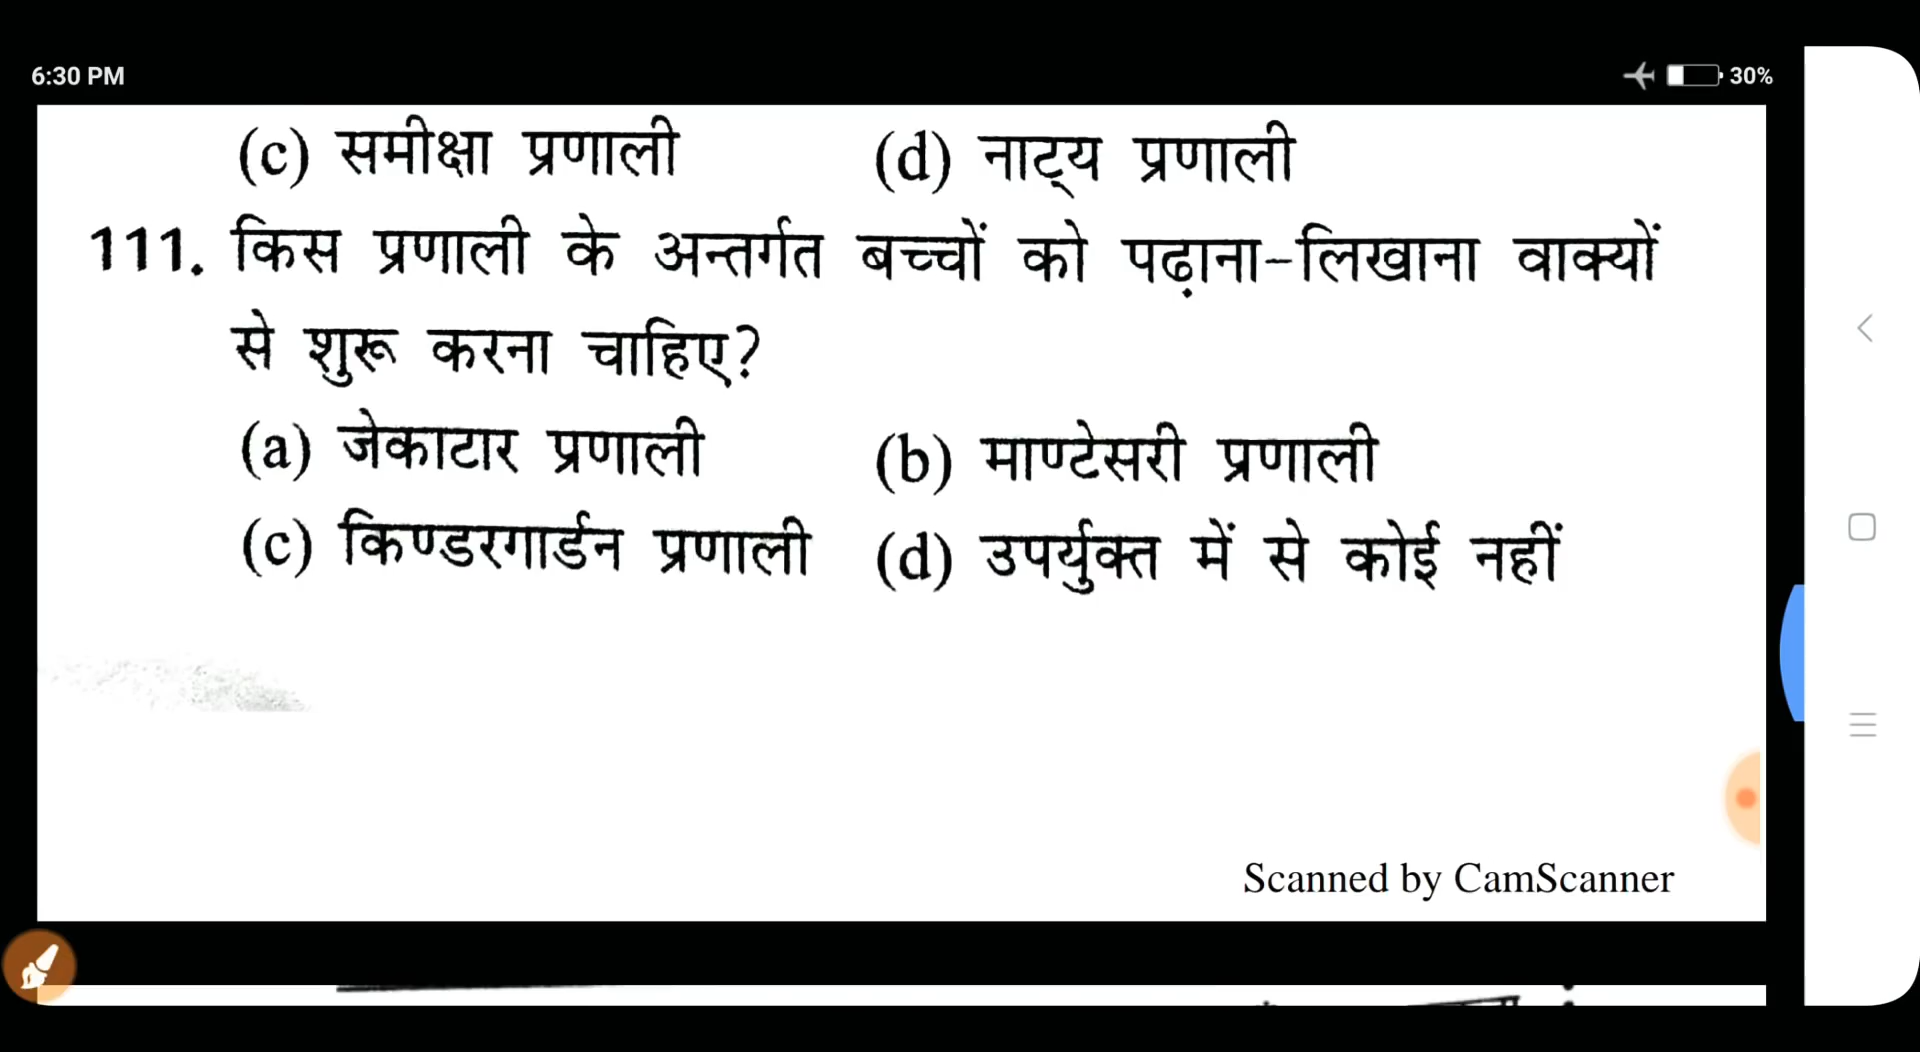 6:30 PM
30%
(c) समीक्षा प्रणाली (d) नाट्य प्रणाली
111. किस प्रणाली के अन्तर्गत बच्चों को पढ़ाना-लिखाना वाक्यों
से शुरू करना चाहिए?
(a) जेकाटार प्रणाली (b) माण्टेसरी प्रणाली
(c) किण्डरगार्डन प्रणाली (d) उपर्युक्त में से कोई नहीं
Scanned by CamScanner